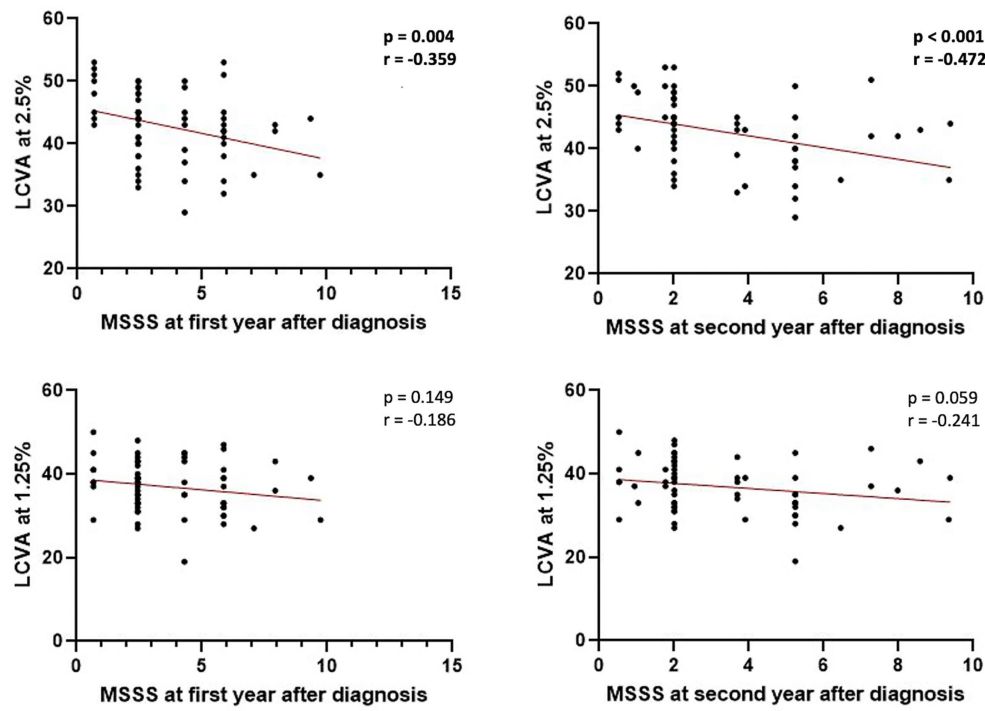 60
50
40
30
20
0
5
10
15
LCVA at 2.5%
MSSS at first year after diagnosis
p = 0.004
r = -0.359
60
50
40
30
20
0
2
4
6
8
10
LCVA at 2.5%
MSSS at second year after diagnosis
p < 0.001
r = -0.472
60
40
20
0
0
5
10
15
LCVA at 1.25%
MSSS at first year after diagnosis
p = 0.149
r = -0.186
60
40
20
0
0
2
4
6
8
10
LCVA at 1.25%
MSSS at second year after diagnosis
p = 0.059
r = -0.241